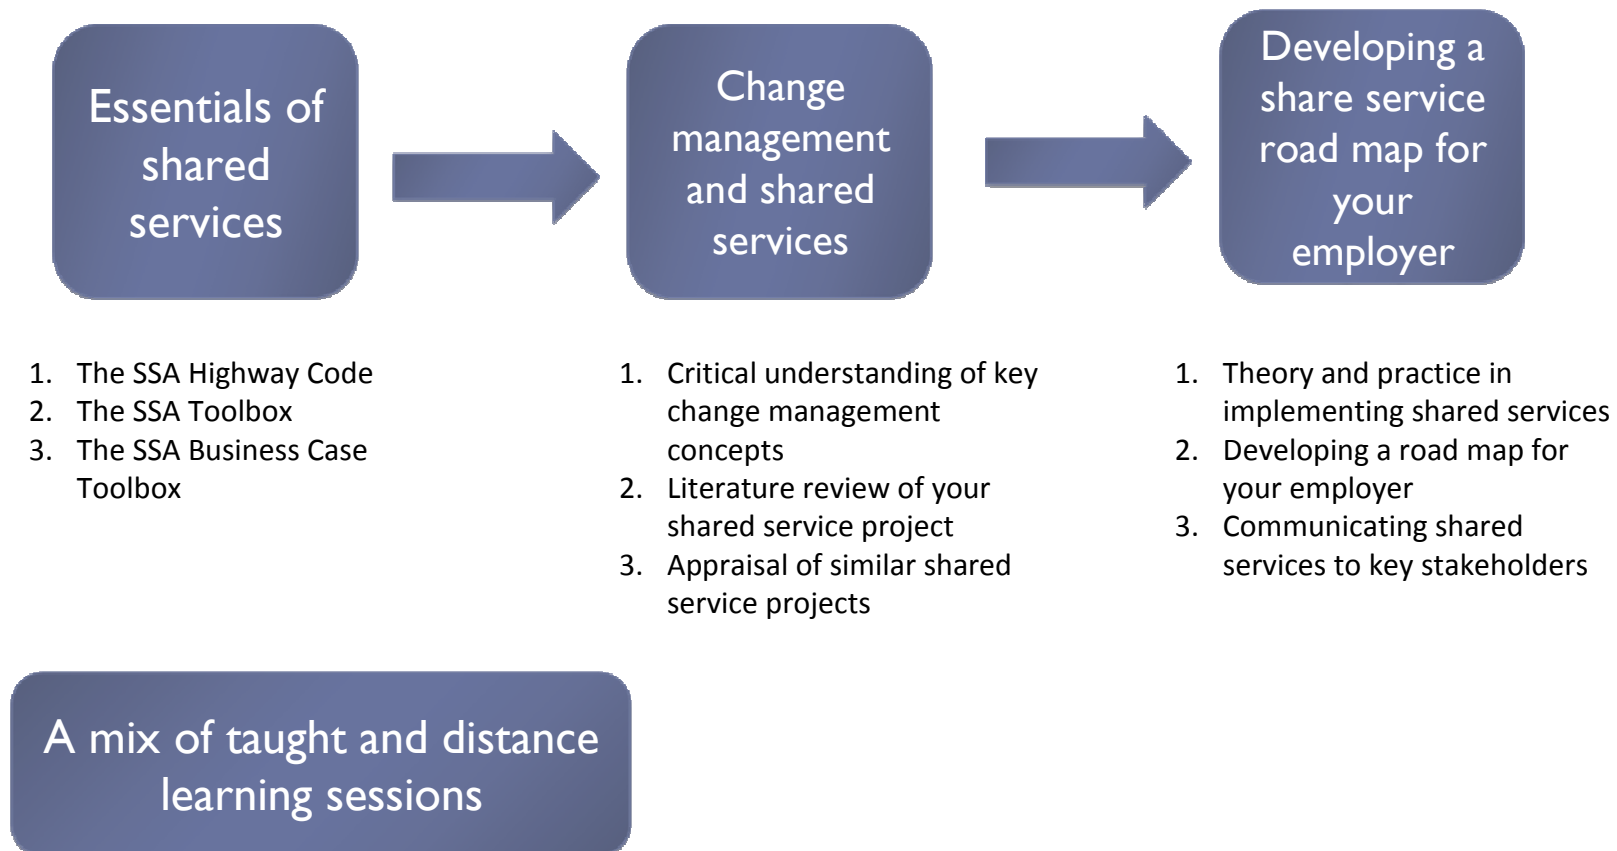 Essentials of
shared
services
Change
management
and shared
services
Developing a
share service
road map for
your
employer
1. The SSA Highway Code
2. The SSA Toolbox
3. The SSA Business Case
Toolbox
1. Critical understanding of key
change management
concepts
2. Literature review of your
shared service project
3. Appraisal of similar shared
service projects
1. Theory and practice in
implementing shared services
2. Developing a road map for
your employer
3. Communicating shared
services to key stakeholders
A mix of taught and distance
learning sessions